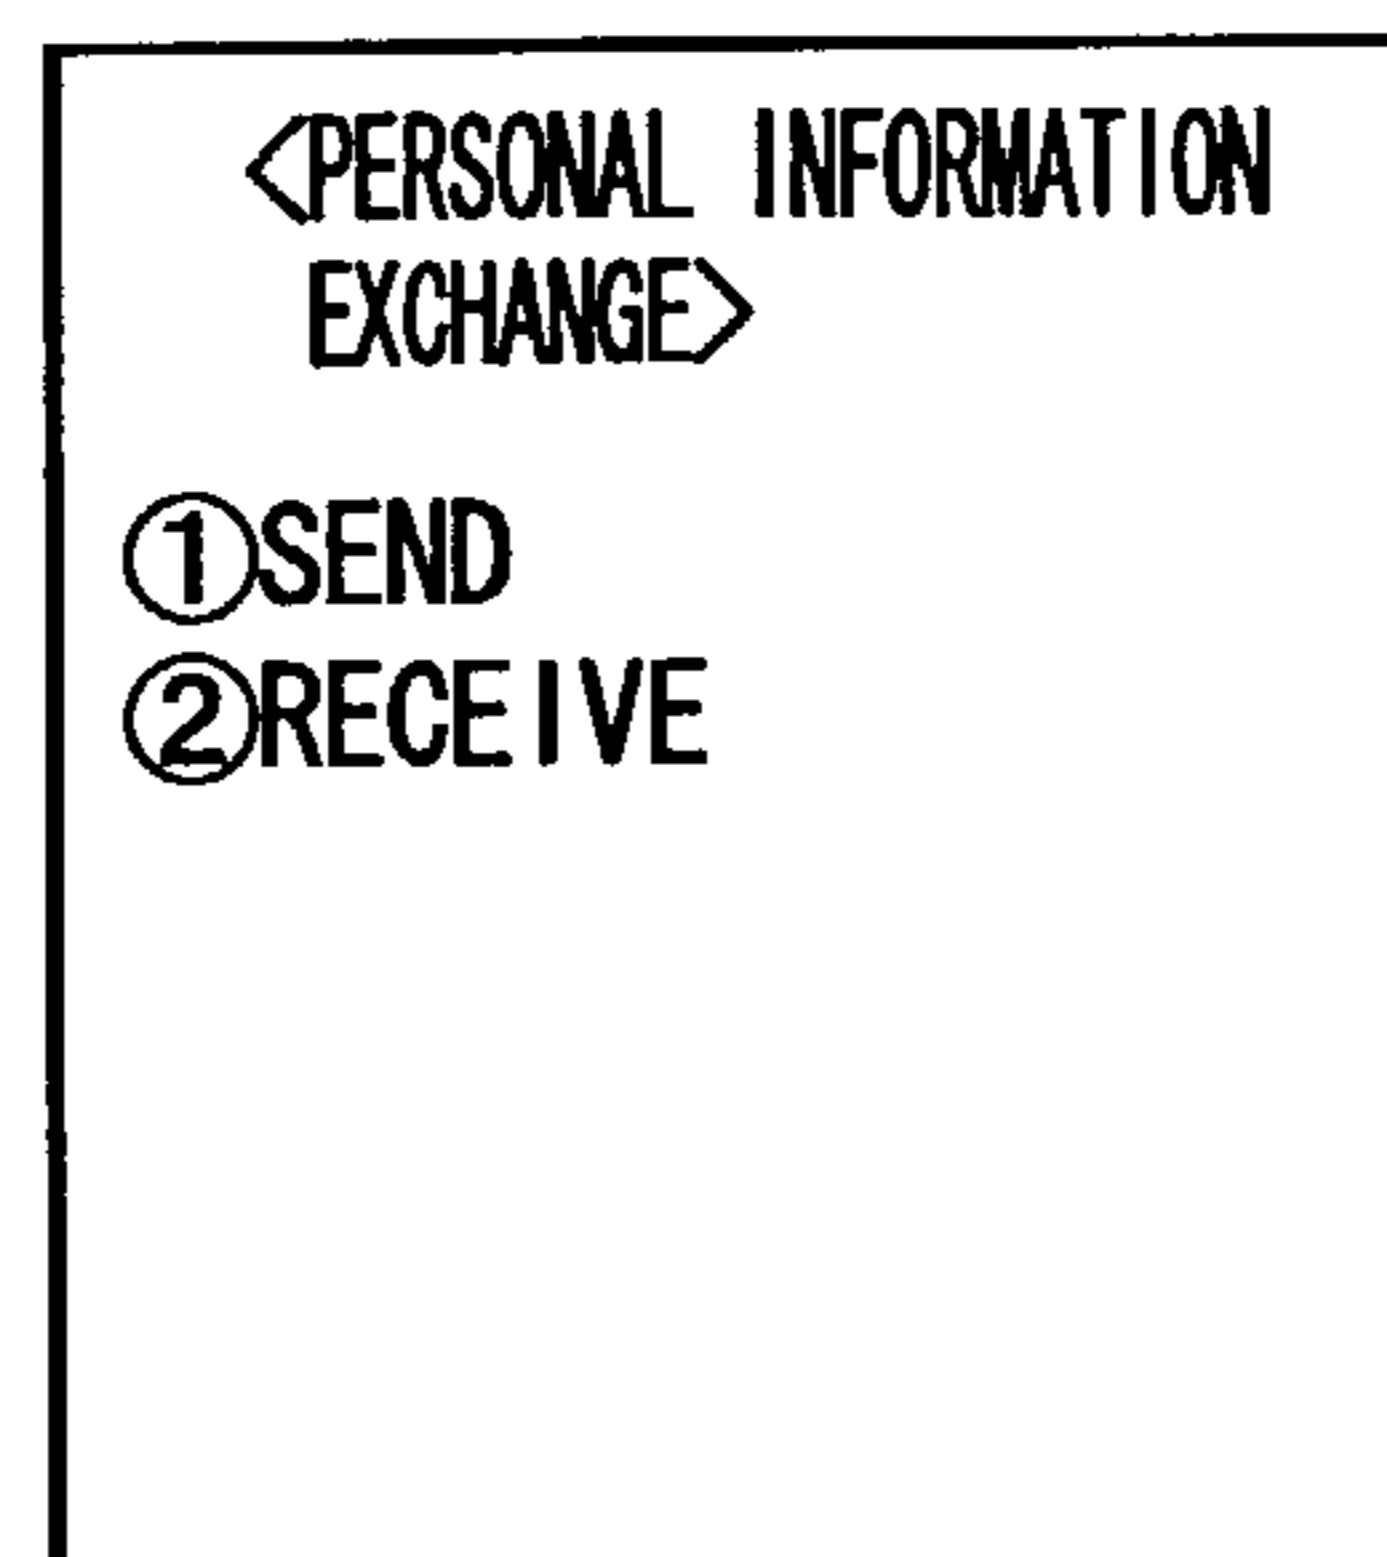 <PERSONAL INFORMATION
EXCHANGE>
①SEND
②RECEIVE